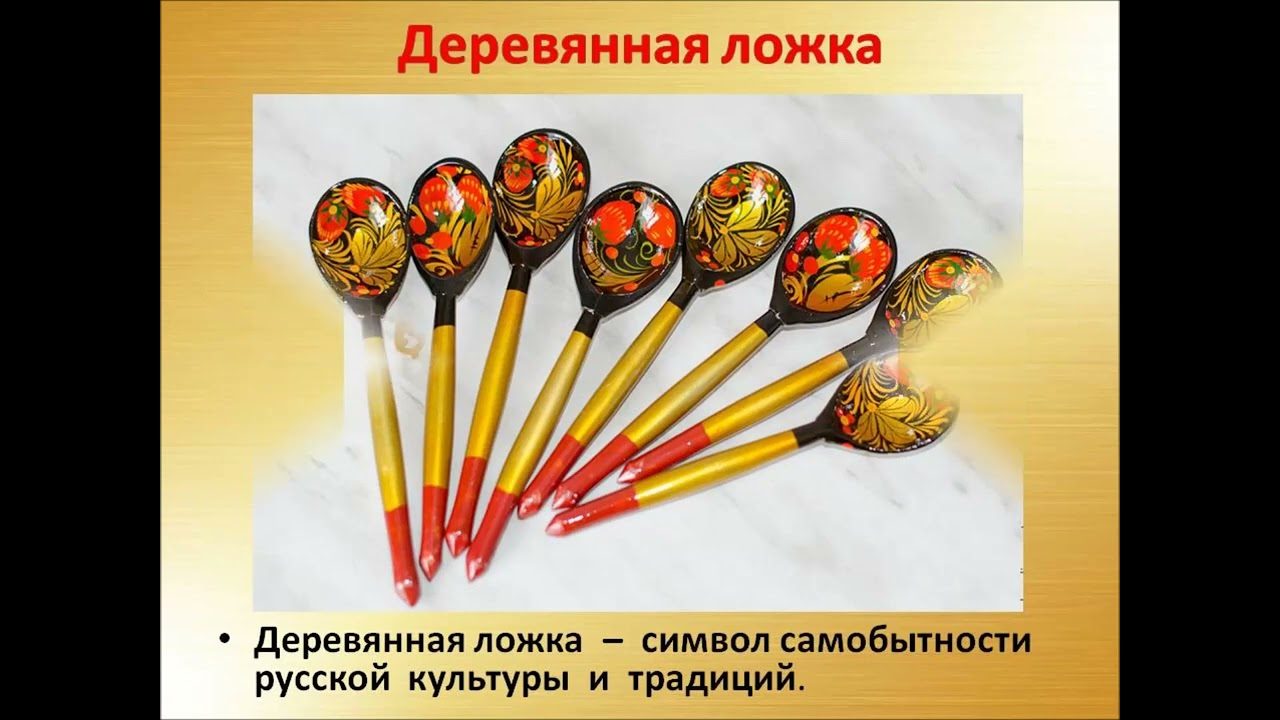 Деревянная ложка
• Деревянная ложка – символ самобытности
русской культуры и традиций.